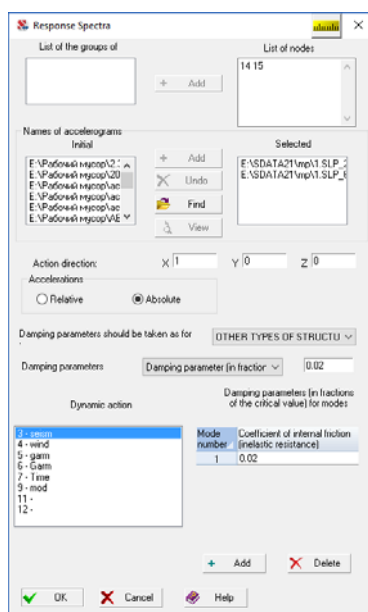 Response Spectra
List of the groups of
List of nodes
14 15
+ Add
Names of accelerograms
Initial
Selected
E:\Рабочий мусор\2.
E:\Рабочий мусор\20
E:\Рабочий мусор\ac
E:\Рабочий мусор\ac
E:\Рабочий мусор\ac
E:\Рабочий мусор\AE
+ Add
Undo
Find
View
E:\SDATA21\mp\1.SLP_
E:\SDATA21\mp\1.SLP_
Action direction:
X 1
Y 0
Z 0
Accelerations
Relative
Absolute
Damping parameters should be taken as for
OTHER TYPES OF STRUCTU
Damping parameters
Damping parameter (in fraction
0.02
Dynamic action
Damping parameters (in fractions
of the critical value) for modes
3 - seism
4 - wind
5 - garm
6 - Garm
7 - Time
9 - mod
11 -
12 -
Mode number
Coefficient of internal friction (inelastic resistance)
1 0.02
+ Add
Delete
OK
Cancel
Help